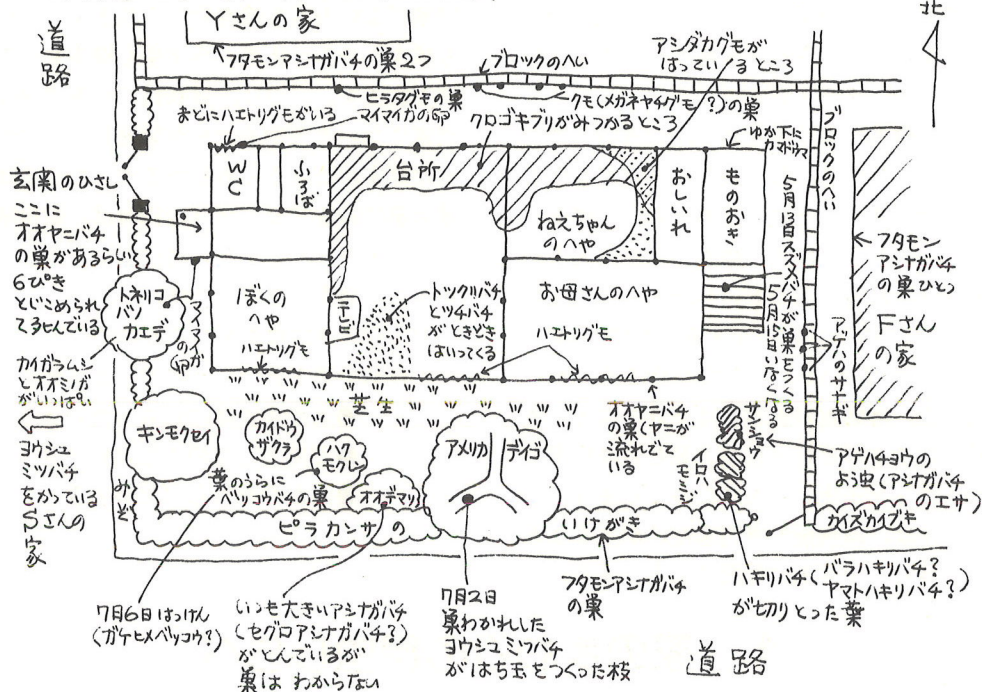 北
道路
Yさんの家
フタモンアシナガバチの巣2つ
ブロックのへい
アシダカグモが
はっているところ
ヒラタグモの巣
クモ(メガネヤチグモ?)の巣
まどにハエトリグモがいる
マイマイガの卵
クロゴキブリがみつかるところ
ゆか下に
カマドウマ
ブロックのへい
玄関のひさし
ここに
オオヤニバチ
の巣があるらしい
6ぴき
とじこめられ
てる死んでいる
WC
ふろば
台所
ねえちゃん
のへや
おしいれ
ものおき
5月13日スズメバチが巣をつくる
5月15日いなくなる
フタモン
アシナガバチ
の巣ひとつ
Fさん
の家
アゲハのサナギ
トネリコ
バノ
カエデ
マイマイガの卵
ぼくの
へや
テレビ
トックリバチ
とツチバチ
がときどき
はいってくる
お母さんのへや
ハエトリグモ
ハエトリグモ
カイガラムシ
とオオミノガ
がいっぱい
ヨウシュ
ミツバチ
をかっている
Sさんの
家
みぞ
芝生
キンモクセイ
カイドウ
ザクラ
ハク
モクレン
オオデマリ
葉のうらに
ベッコウバチの巣
アメリカ
デイゴ
オオヤニバチ
の巣(ヤニが
流れでて
いる
イロハ
モミジ
サンショウ
アゲハチョウの
よう虫(アシナガバチ
のエサ)
カイズカイブキ
ピラカンサの
いけがき
7月6日はっけん
(ガケヒメベッコウ?)
いつも大きいアシナガバチ
(セグロアシナガバチ?)
がとんでいるが
巣はわからない
7月2日
巣わかれした
ヨウシュミツバチ
がはち玉をつくった枝
フタモンアシナガバチ
の巣
ハキリバチ(バラハキリバチ?
ヤマトハキリバチ?)
が切りとった葉
道路